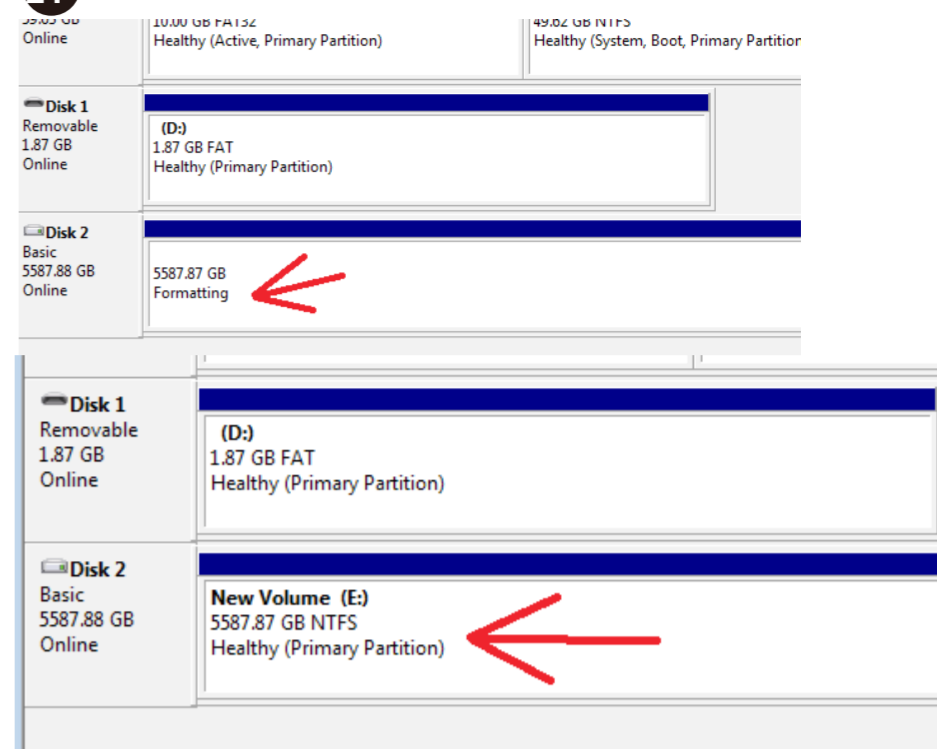 Online
10.00 GB FAT32
Healthy (Active, Primary Partition)
49.62 GB NTFS
Healthy (System, Boot, Primary Partition
Disk 1
Removable
1.87 GB
Online
(D:)
1.87 GB FAT
Healthy (Primary Partition)
Disk 2
Basic
5587.88 GB
Online
5587.87 GB
Formatting
Disk 1
Removable
1.87 GB
Online
(D:)
1.87 GB FAT
Healthy (Primary Partition)
Disk 2
Basic
5587.88 GB
Online
New Volume (E:)
5587.87 GB NTFS
Healthy (Primary Partition)